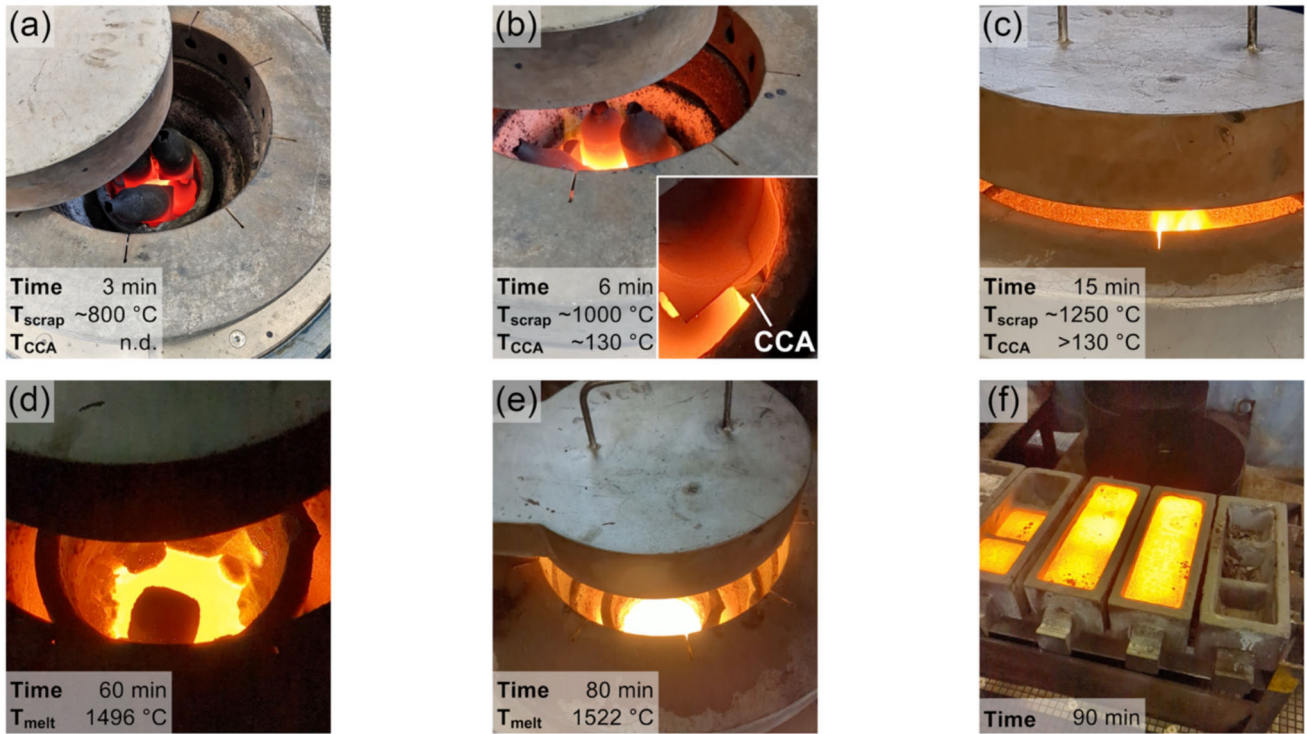 (a)
Time 3 min
Tscrap ~800 °C
TCCA n.d.
(b)
Time 6 min
Tscrap ~1000 °C
TCCA ~130 °C
CCA
(c)
Time 15 min
Tscrap ~1250 °C
TCCA >130 °C
(d)
Time 60 min
Tmelt 1496 °C
(e)
Time 80 min
Tmelt 1522 °C
(f)
Time 90 min